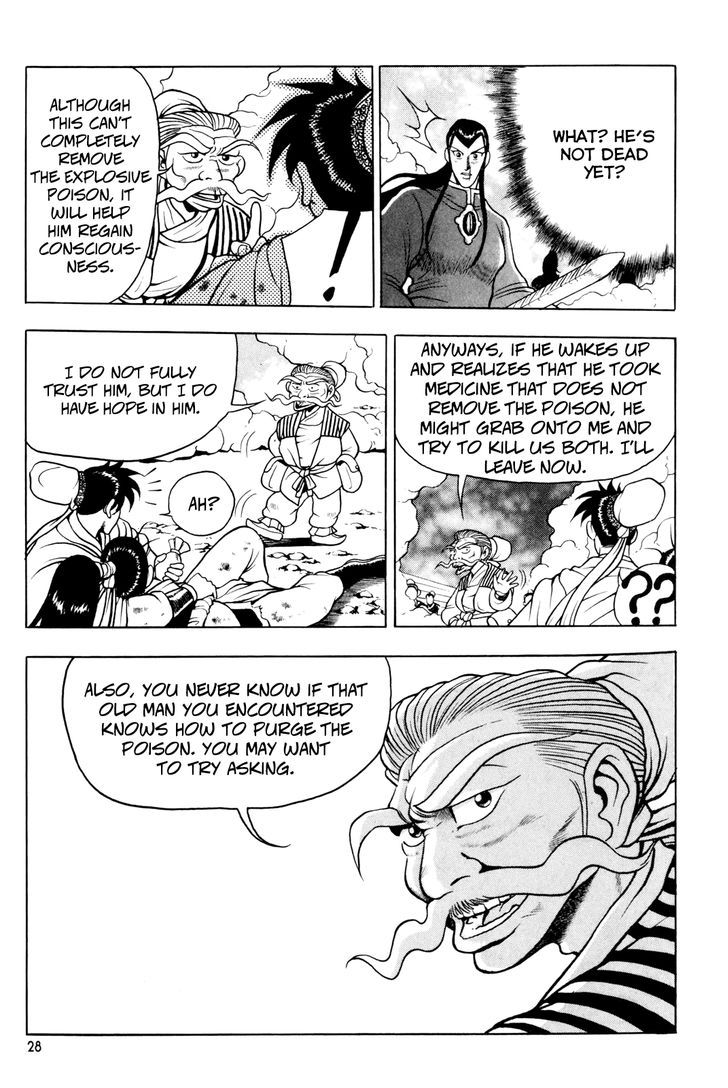 ALTHOUGH
THIS CAN'T
COMPLETELY
REMOVE
THE EXPLOSIVE
POISON, IT
WILL HELP
HIM REGAIN
CONSCIOUS-
NESS.
!
WHAT? HE'S
NOT DEAD
YET?
I DO NOT FULLY
TRUST HIM, BUT I DO
HAVE HOPE IN HIM.
AH?
ANYWAYS, IF HE WAKES UP
AND REALIZES THAT HE TOOK
MEDICINE THAT DOES NOT
REMOVE THE POISON, HE
MIGHT GRAB ONTO ME AND
TRY TO KILL US BOTH. I'LL
LEAVE NOW.
??
ALSO, YOU NEVER KNOW IF THAT
OLD MAN YOU ENCOUNTERED
KNOWS HOW TO PURGE THE
POISON. YOU MAY WANT
TO TRY ASKING.
28